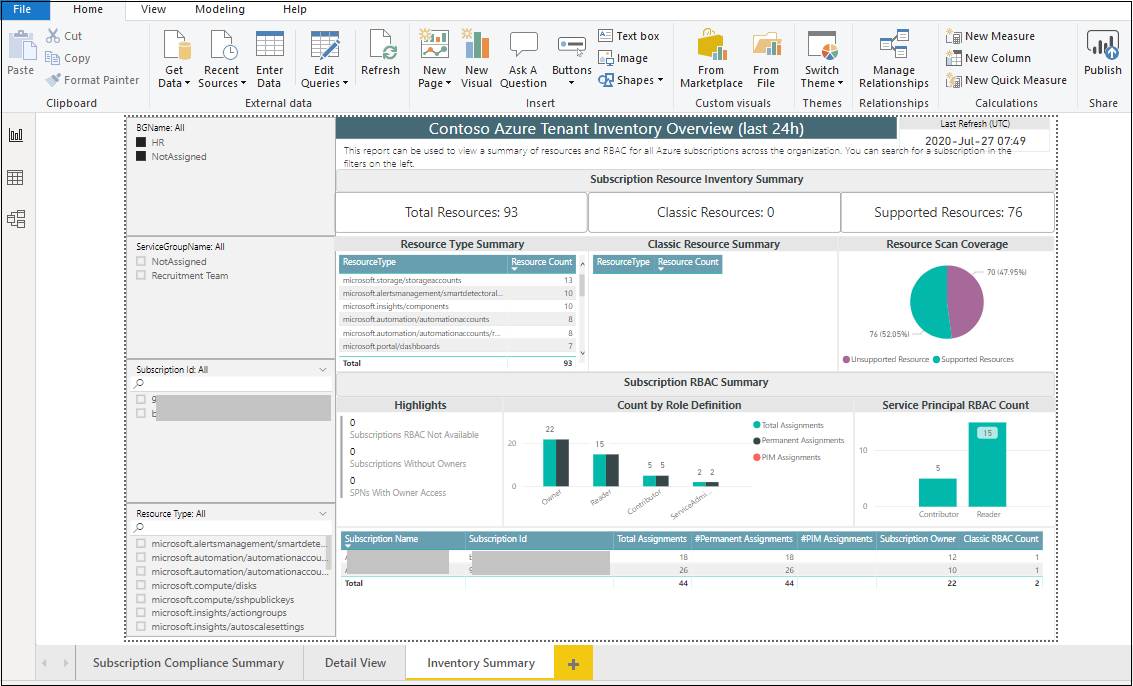 File Home View Modeling Help
Paste
Cut
Copy
Format Painter
Clipboard
Get Data
Recent Sources
Enter Data
Edit Queries
External data
Refresh
New Page
New Visual
Ask A Question
Buttons
Text box
Image
Shapes
Insert
From Marketplace
From File
Custom visuals
Switch Theme
Themes
Manage Relationships
Relationships
New Measure
New Column
New Quick Measure
Calculations
Publish
Share
BGName: All
HR
NotAssigned
ServiceGroupName: All
NotAssigned
Recruitment Team
Subscription Id: All
9
b
Resource Type: All
microsoft.alertsmanagement/smartdete...
microsoft.automation/automationaccou...
microsoft.automation/automationaccou...
microsoft.compute/disks
microsoft.compute/sshpublickeys
microsoft.insights/actiongroups
microsoft.insights/autoscalesettings
Contoso Azure Tenant Inventory Overview (last 24h)
Last Refresh (UTC)
2020-Jul-27 07:49
This report can be used to view a summary of resources and RBAC for all Azure subscriptions across the organization. You can search for a subscription in the
filters on the left.
Subscription Resource Inventory Summary
Total Resources: 93
Classic Resources: 0
Supported Resources: 76
Resource Type Summary
ResourceType Resource Count
microsoft.storage/storageaccounts 13
microsoft.alertsmanagement/smartdetectoral... 10
microsoft.insights/components 10
microsoft.automation/automationaccounts 8
microsoft.automation/automationaccounts/r... 8
microsoft.portal/dashboards 7
Total 93
Classic Resource Summary
ResourceType Resource Count
Resource Scan Coverage
70 (47.95%)
76 (52.05%)
Unsupported Resource Supported Resources
Subscription RBAC Summary
Highlights
0
Subscriptions RBAC Not Available
0
Subscriptions Without Owners
0
SPNs With Owner Access
Count by Role Definition
22
20
15
5 5
2 2
0
Owner
Reader
Contributor
ServiceAdmi...
Total Assignments
Permanent Assignments
PIM Assignments
Service Principal RBAC Count
15
10
5
0
Contributor Reader
Subscription Name Subscription Id Total Assignments #Permanent Assignments #PIM Assignments Subscription Owner Classic RBAC Count
18 18 12 1
26 26 10 1
Total 44 44 22 2
Subscription Compliance Summary Detail View Inventory Summary +